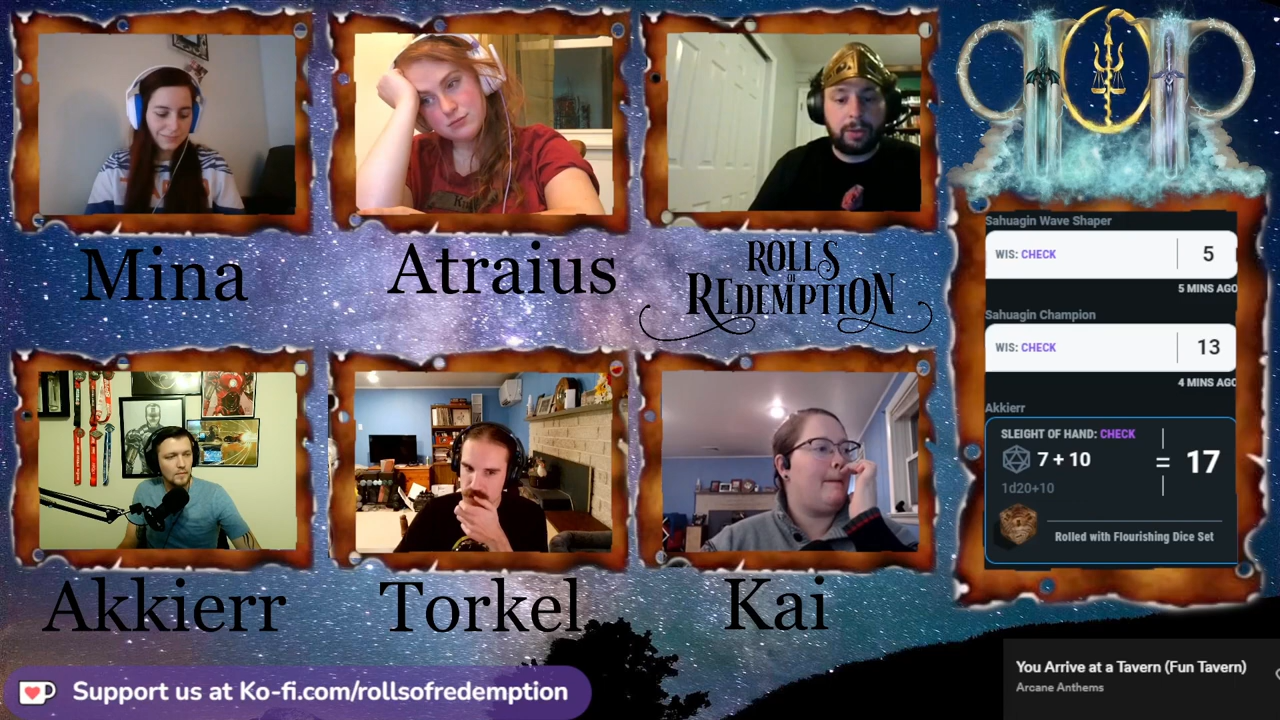 Mina
Atraius
ROLLS
OF
REDEMPTION
Akkierr
Torkel
Kai
Sahuagin Wave Shaper
WIS: CHECK
5
5 MINS AGO
Sahuagin Champion
WIS: CHECK
13
4 MINS AGO
Akkierr
SLEIGHT OF HAND: CHECK
7 + 10
= 17
1d20+10
Rolled with Flourishing Dice Set
Support us at Ko-fi.com/rollsofredemption
You Arrive at a Tavern (Fun Tavern)
Arcane Anthems